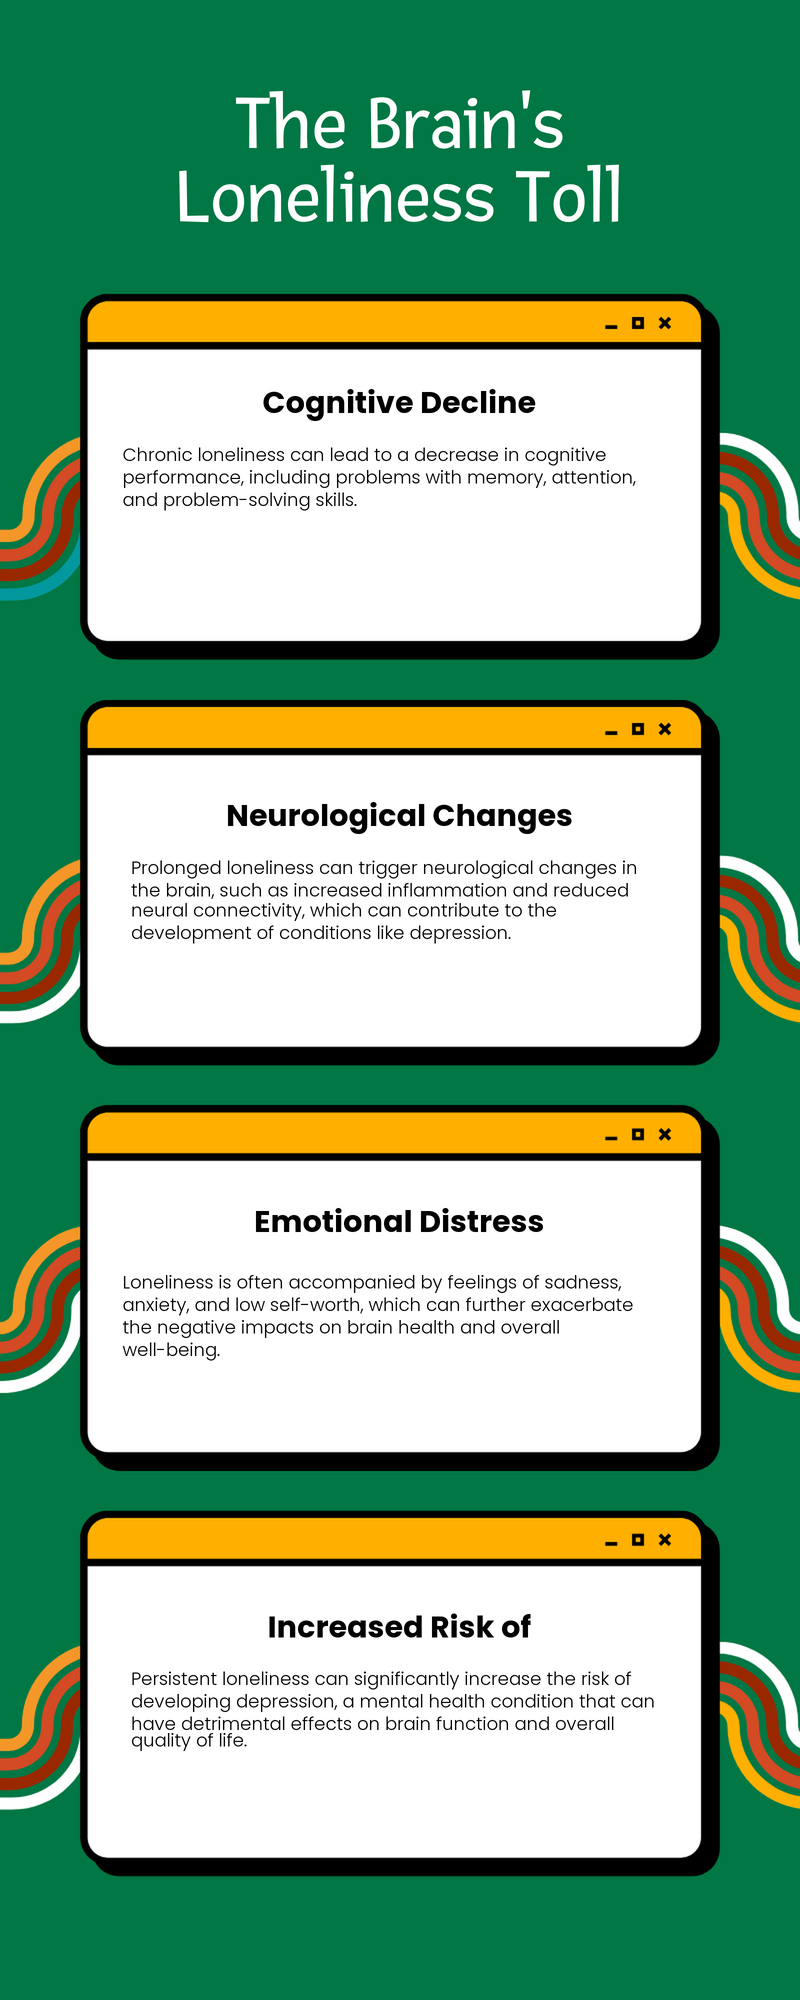 The Brain's
Loneliness Toll
Cognitive Decline
Chronic loneliness can lead to a decrease in cognitive
performance, including problems with memory, attention,
and problem-solving skills.
Neurological Changes
Prolonged loneliness can trigger neurological changes in
the brain, such as increased inflammation and reduced
neural connectivity, which can contribute to the
development of conditions like depression.
Emotional Distress
Loneliness is often accompanied by feelings of sadness,
anxiety, and low self-worth, which can further exacerbate
the negative impacts on brain health and overall
well-being.
Increased Risk of
Persistent loneliness can significantly increase the risk of
developing depression, a mental health condition that can
have detrimental effects on brain function and overall
quality of life.